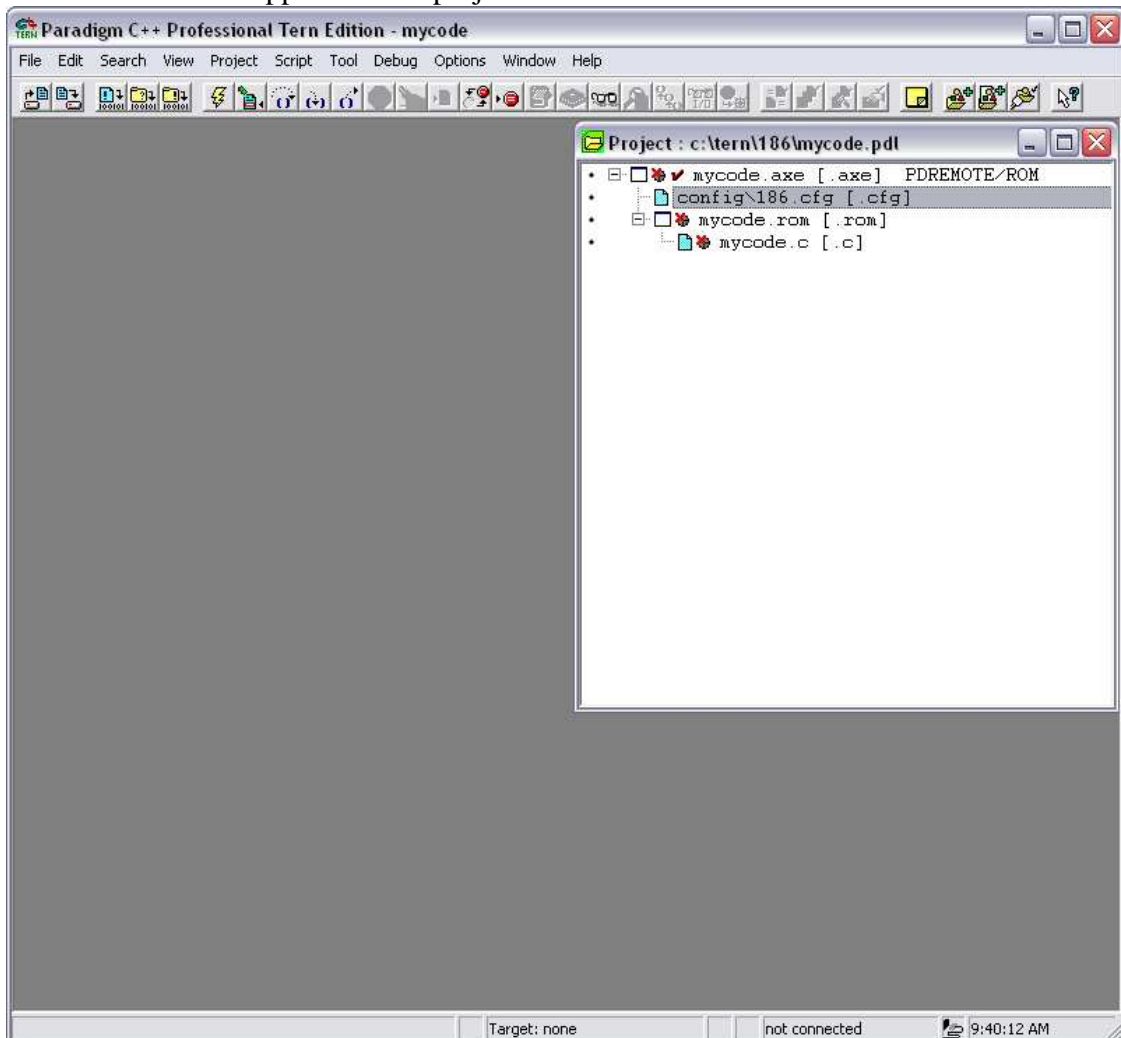 Paradigm C++ Professional Tern Edition - mycode
File Edit Search View Project Script Tool Debug Options Window Help
Project : c:\tern\186\mycode.pdl
mycode.axe [.axe] PDREMOTE/ROM
config\186.cfg [.cfg]
mycode.rom [.rom]
mycode.c [.c]
Target: none
not connected
9:40:12 AM